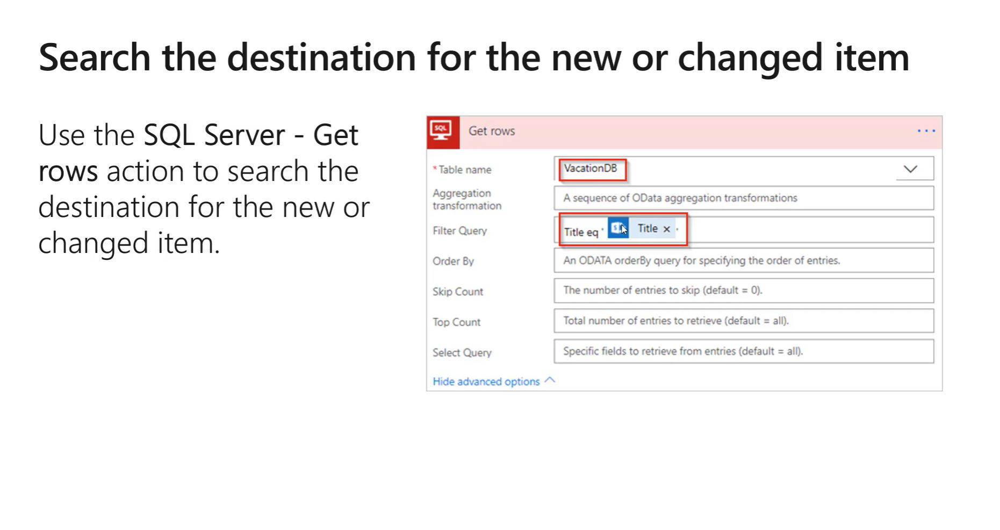 Search the destination for the new or changed item
Use the SQL Server - Get
rows action to search the
destination for the new or
changed item.
SQL
Get rows
* Table name
VacationDB
Aggregation
transformation
A sequence of OData aggregation transformations
Filter Query
Title eq ' S Title × '
Order By
An ODATA orderBy query for specifying the order of entries.
Skip Count
The number of entries to skip (default = 0).
Top Count
Total number of entries to retrieve (default = all).
Select Query
Specific fields to retrieve from entries (default = all).
Hide advanced options